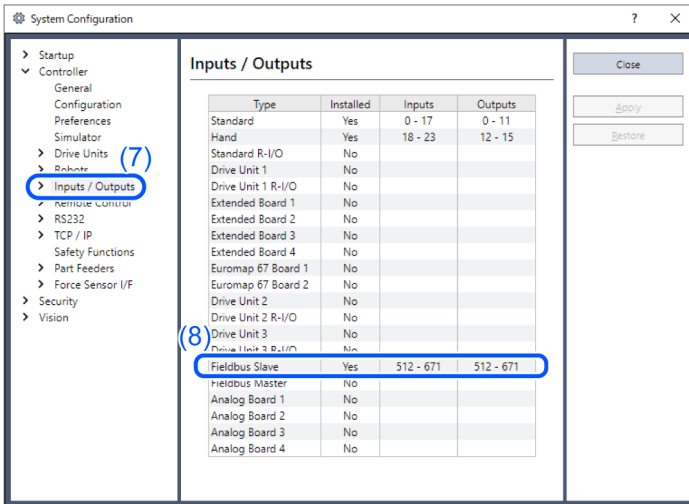 System Configuration
? ×
Startup
Controller
General
Configuration
Preferences
Simulator
Drive Units
(7)
Robots
Inputs / Outputs
Remote Control
RS232
TCP / IP
Safety Functions
Part Feeders
Force Sensor I/F
Security
Vision
Inputs / Outputs
Type Installed Inputs Outputs
Standard Yes 0 - 17 0 - 11
Hand Yes 18 - 23 12 - 15
Standard R-I/O No
Drive Unit 1 No
Drive Unit 1 R-I/O No
Extended Board 1 No
Extended Board 2 No
Extended Board 3 No
Extended Board 4 No
Euromap 67 Board 1 No
Euromap 67 Board 2 No
Drive Unit 2 No
Drive Unit 2 R-I/O No
(8)
Drive Unit 3 No
Drive Unit 3 R-I/O No
Fieldbus Slave Yes 512 - 671 512 - 671
Fieldbus Master No
Analog Board 1 No
Analog Board 2 No
Analog Board 3 No
Analog Board 4 No
Close
Apply
Restore